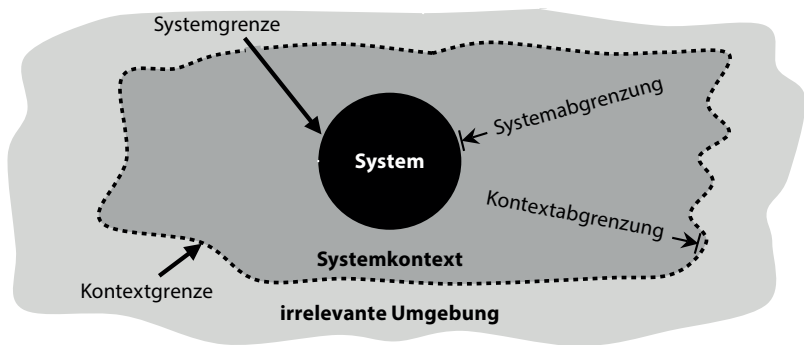 Systemgrenze
Systemabgrenzung
System
Kontextabgrenzung
Systemkontext
Kontextgrenze
irrelevante Umgebung